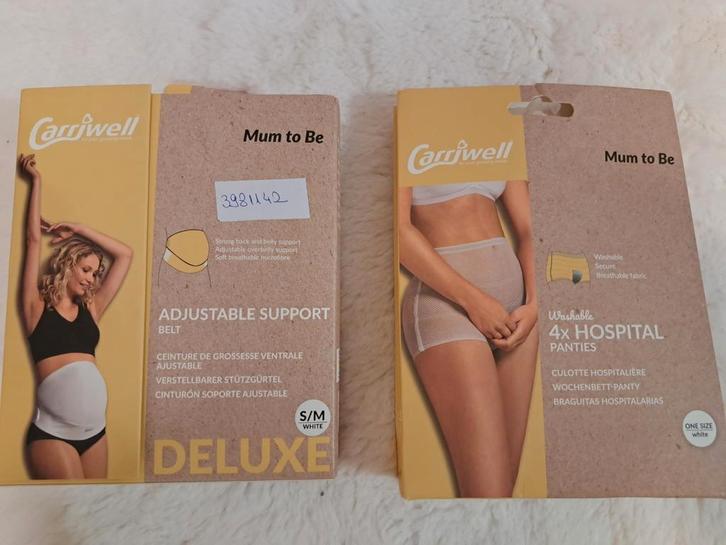 Carriwell
Mum to Be
3981142
Strong back and belly support
Adjustable overbelly support
Soft breathable microfibre
ADJUSTABLE SUPPORT
BELT
CEINTURE DE GROSSESSE VENTRALE
AJUSTABLE
VERSTELLBARER STÜTZGÜRTEL
CINTURÓN SOPORTE AJUSTABLE
S/M
WHITE
DELUXE
Carriwell
Mum to Be
Washable
Secure
Breathable fabric
Washable
4x HOSPITAL
PANTIES
CULOTTE HOSPITALIÈRE
WOCHENBETT-PANTY
BRAGUITAS HOSPITALARIAS
ONE SIZE
white